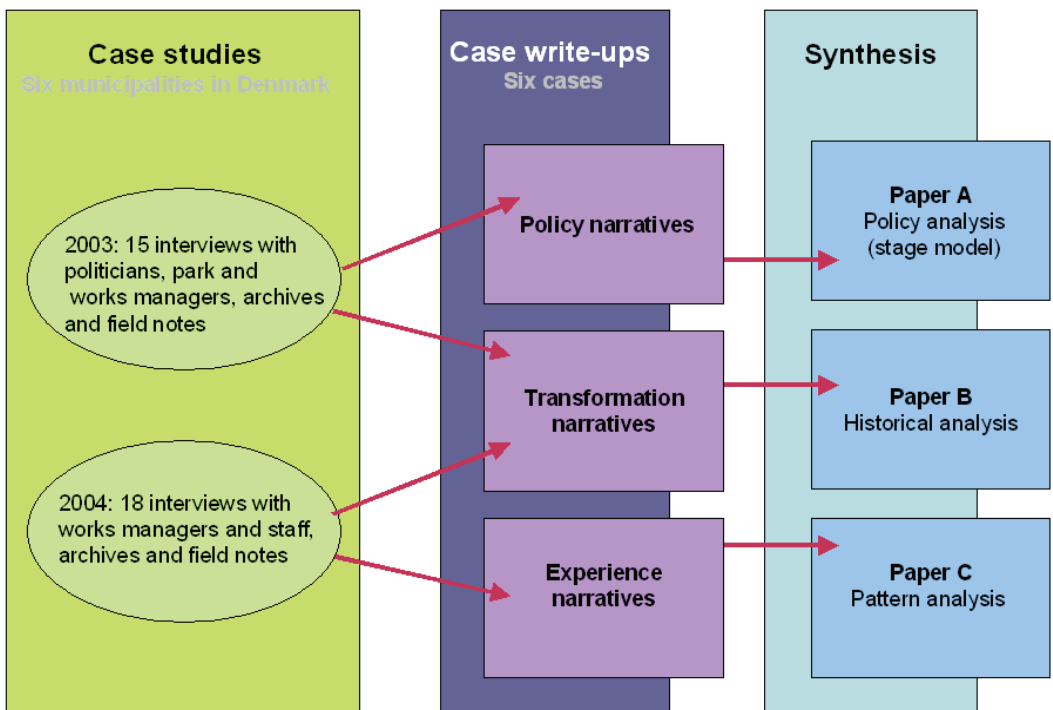 Case studies
Six municipalities in Denmark
2003: 15 interviews with
politicians, park and
works managers, archives
and field notes
2004: 18 interviews with
works managers and staff,
archives and field notes
Case write-ups
Six cases
Policy narratives
Transformation
narratives
Experience
narratives
Synthesis
Paper A
Policy analysis
(stage model)
Paper B
Historical analysis
Paper C
Pattern analysis